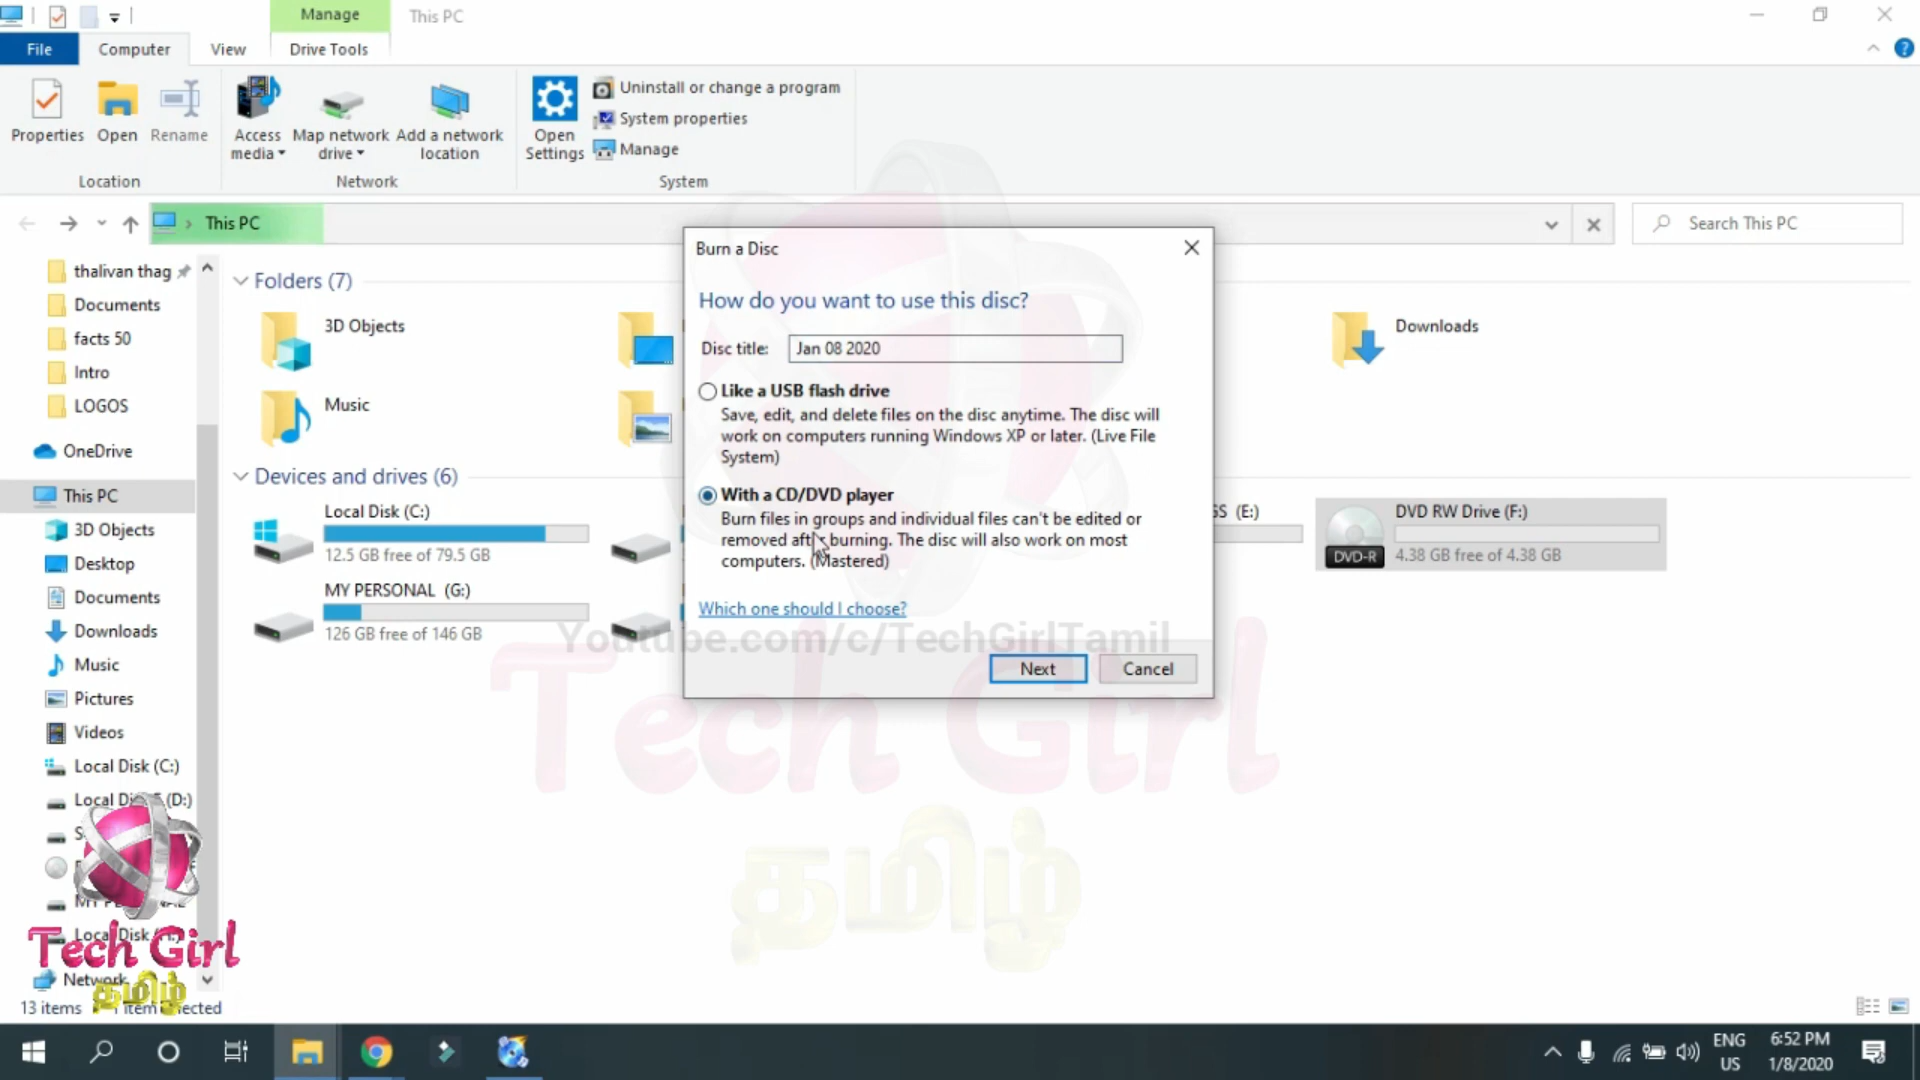 Manage
This PC
File
Computer
View
Drive Tools
Properties
Open
Rename
Access media
Map network drive
Add a network location
Open Settings
Uninstall or change a program
System properties
Manage
Location
Network
System
This PC
Search This PC
thalivan thag
Documents
facts 50
Intro
LOGOS
OneDrive
This PC
3D Objects
Desktop
Documents
Downloads
Music
Pictures
Videos
Local Disk (C:)
(D:)
Network
Folders (7)
3D Objects
Downloads
Music
Devices and drives (6)
Local Disk (C:)
12.5 GB free of 79.5 GB
MY PERSONAL (G:)
126 GB free of 146 GB
(E:)
DVD RW Drive (F:)
DVD-R
4.38 GB free of 4.38 GB
Burn a Disc
How do you want to use this disc?
Disc title:
Jan 08 2020
Like a USB flash drive
Save, edit, and delete files on the disc anytime. The disc will
work on computers running Windows XP or later. (Live File
System)
With a CD/DVD player
Burn files in groups and individual files can't be edited or
removed after burning. The disc will also work on most
computers. (Mastered)
Which one should I choose?
Next
Cancel
Youtube.com/c/TechGirlTamil
Tech Girl
தமிழ்
Tech Girl
தமிழ்
13 items
ENG
US
6:52 PM
1/8/2020